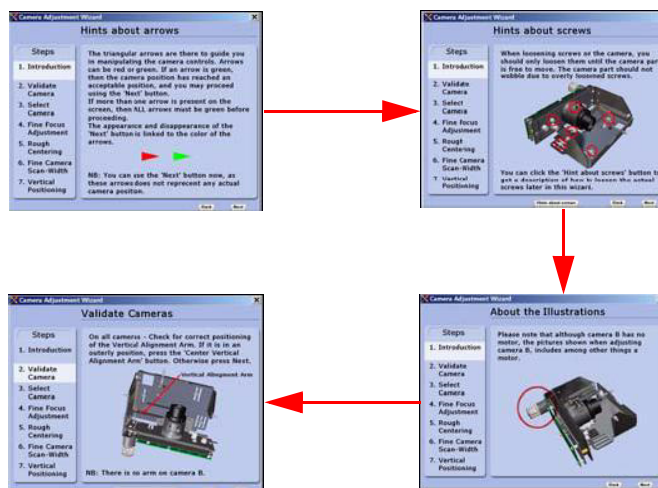 Camera Adjustment Wizard
Hints about arrows
Steps
1. Introduction
2. Validate
Camera
3. Select
Camera
4. Fine Focus
Adjustment
5. Rough
Centering
6. Fine Camera
Scan-Width
7. Vertical
Positioning
The triangular arrows are there to guide you
in manipulating the camera controls. Arrows
can be red or green. If an arrow is green,
then the camera position has reached an
acceptable position, and you may proceed
using the 'Next' button.
If more than one arrow is present on the
screen, then ALL arrows must be green before
proceeding.
The appearance and disappearance of the
'Next' button is linked to the color of the
arrows.
NB: You can use the 'Next' button now, as
these arrows does not represent any actual
camera position.
Back Next
Camera Adjustment Wizard
Hints about screws
Steps
1. Introduction
2. Validate
Camera
3. Select
Camera
4. Fine Focus
Adjustment
5. Rough
Centering
6. Fine Camera
Scan-Width
7. Vertical
Positioning
When loosening screws on the camera, you
should only loosen them until the camera part
is free to move. The camera part should not
wobble due to overly loosened screws.
You can click the 'Hint about screws' button to
get a description of how to loosen the actual
screws later in this wizard.
Hints about screws Back Next
Camera Adjustment Wizard
Validate Cameras
Steps
1. Introduction
2. Validate
Camera
3. Select
Camera
4. Fine Focus
Adjustment
5. Rough
Centering
6. Fine Camera
Scan-Width
7. Vertical
Positioning
On all cameras - Check for correct positioning
of the Vertical Alignment Arm. If it is in an
outerly position, press the 'Center Vertical
Alignment Arm' button. Otherwise press Next.
Vertical Alingment Arm
NB: There is no arm on camera B.
Camera Adjustment Wizard
About the Illustrations
Steps
1. Introduction
2. Validate
Camera
3. Select
Camera
4. Fine Focus
Adjustment
5. Rough
Centering
6. Fine Camera
Scan-Width
7. Vertical
Positioning
Please note that although camera B has no
motor, the pictures shown when adjusting
camera B, includes among other things a
motor.
Back Next